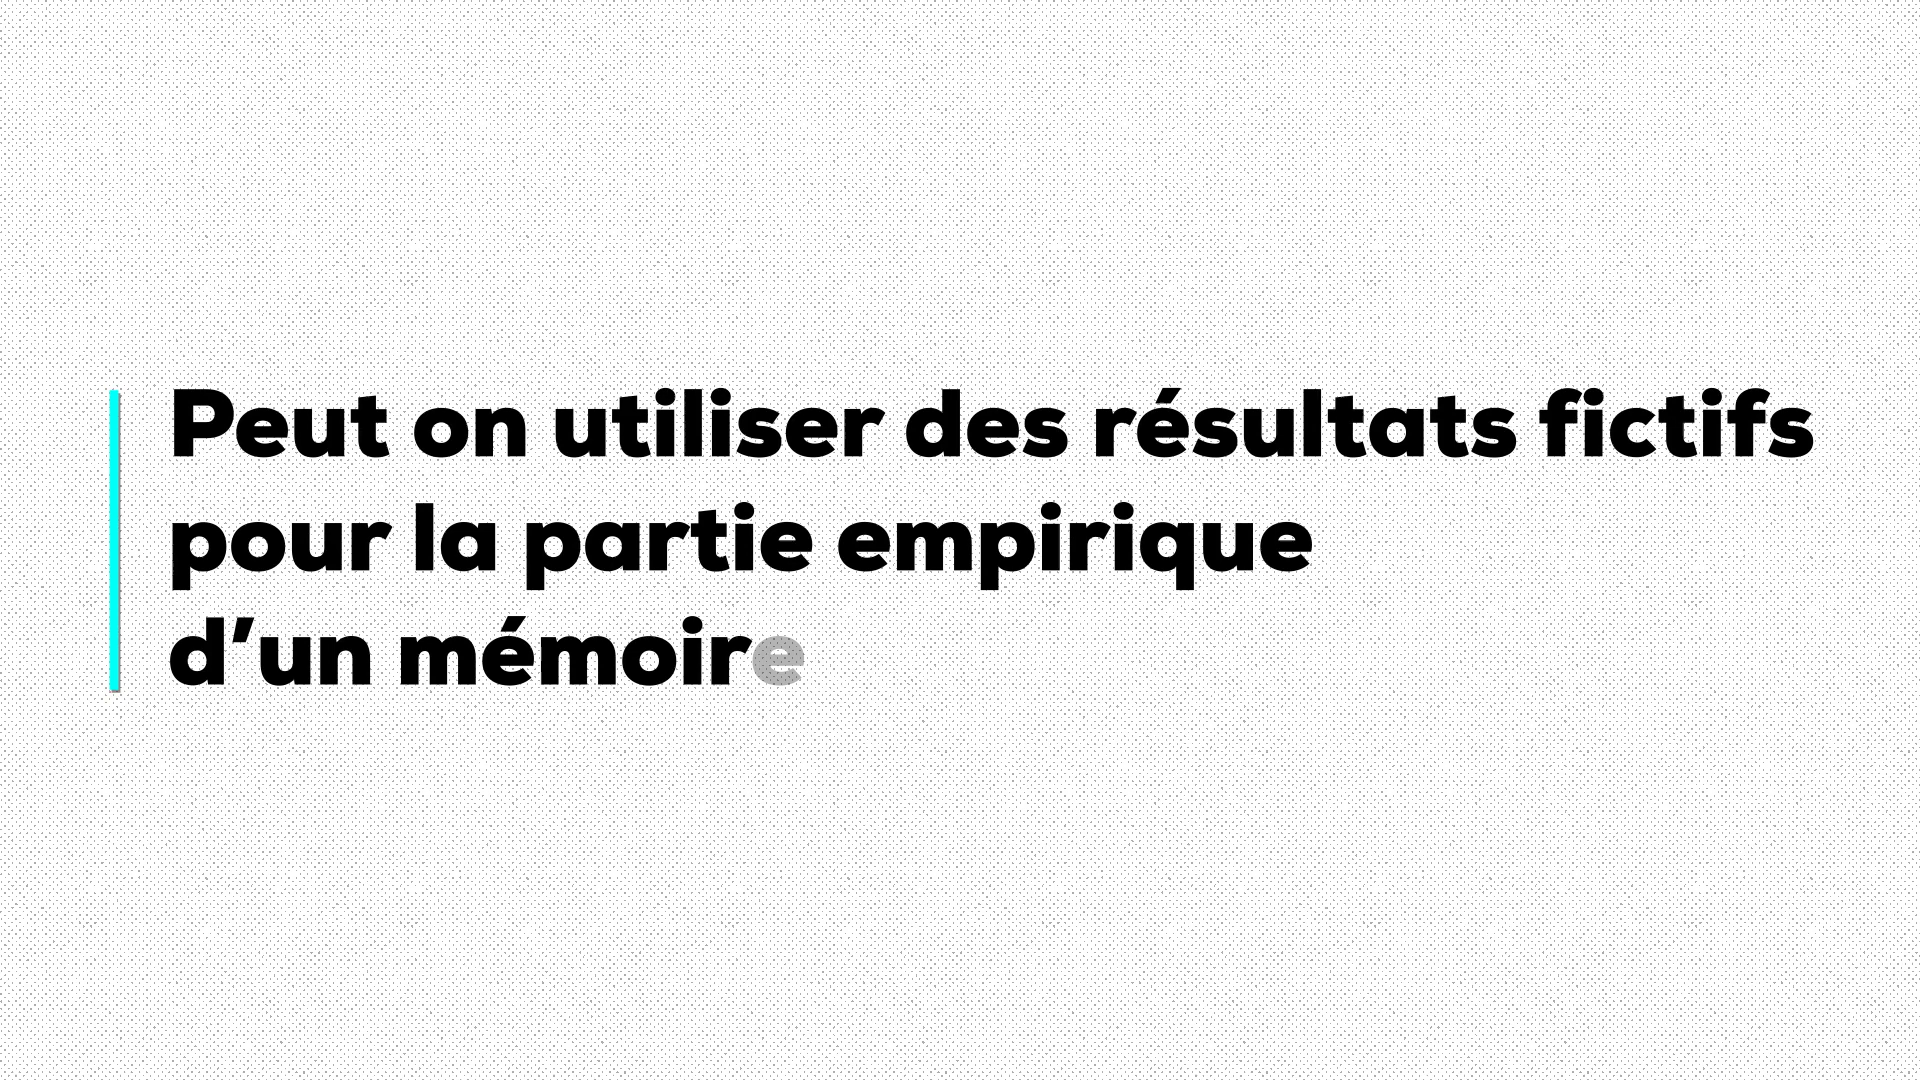 Peut on utiliser des résultats fictifs
pour la partie empirique
d’un mémoire